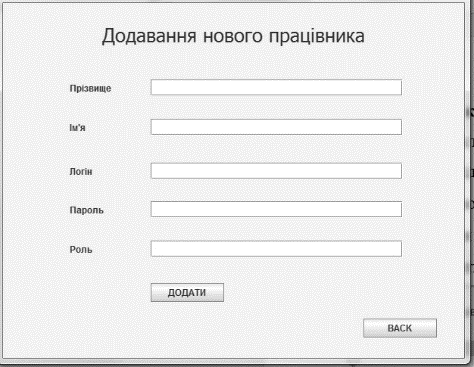 Додавання нового працівника
Прізвище
Ім'я
Логін
Пароль
Роль
ДОДАТИ
BACK